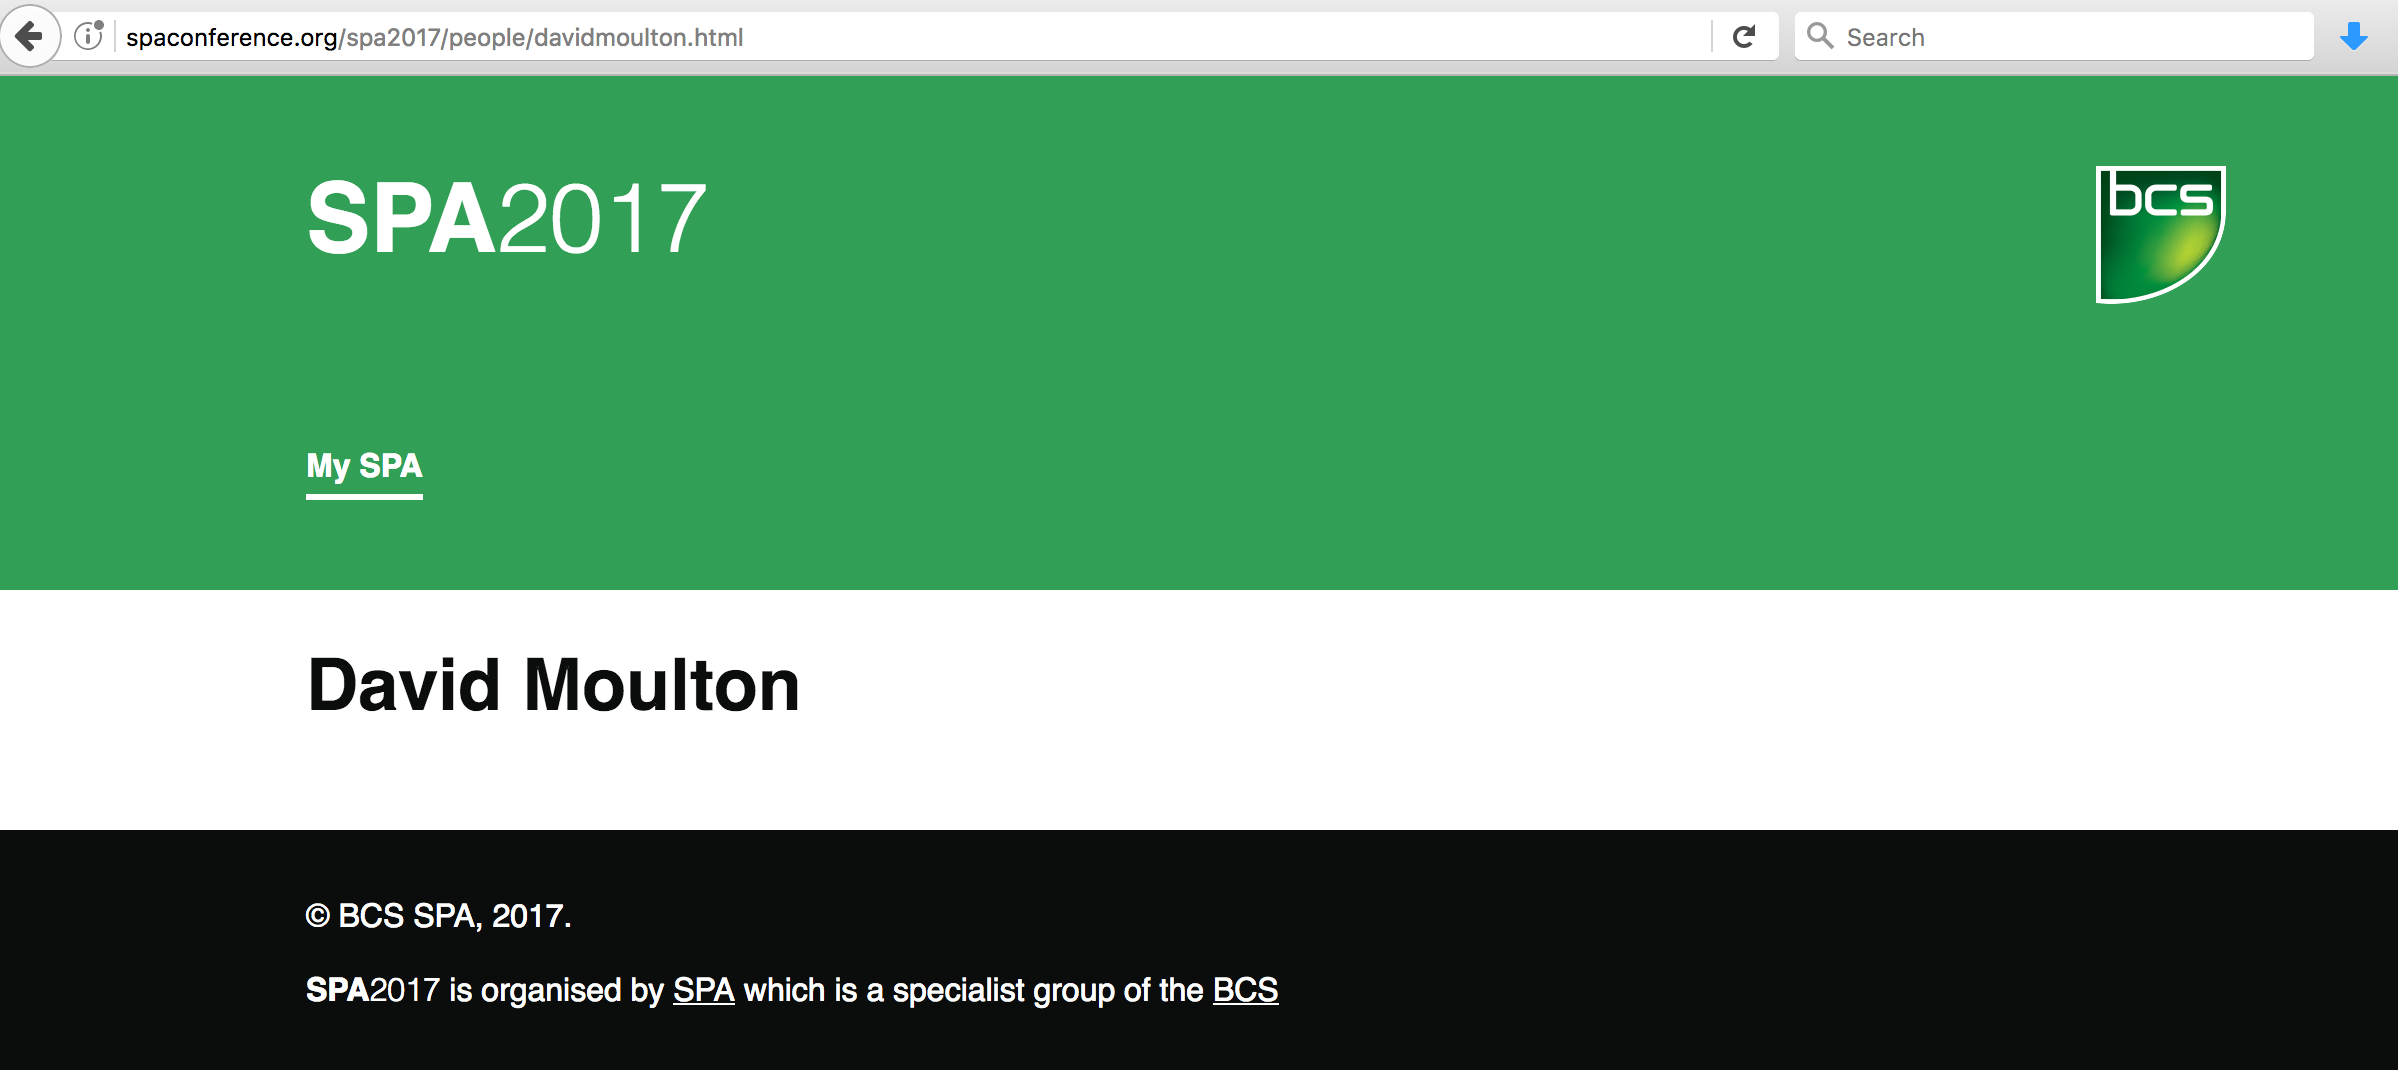 spaconference.org/spa2017/people/davidmoulton.html
Search
SPA2017
bcs
My SPA
David Moulton
© BCS SPA, 2017.
SPA2017 is organised by SPA which is a specialist group of the BCS